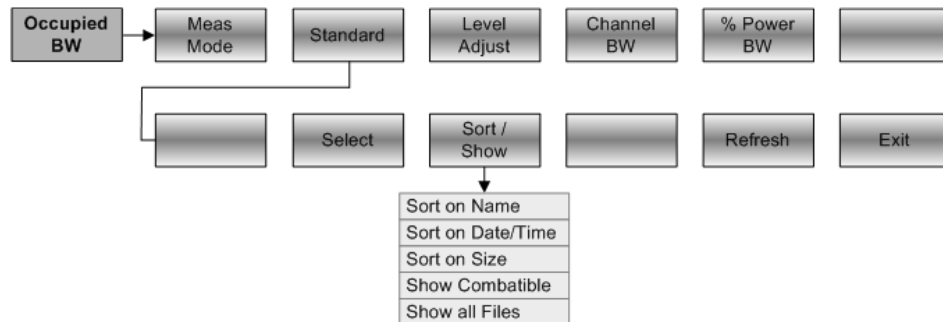 Occupied
BW
Meas
Mode
Standard
Level
Adjust
Channel
BW
% Power
BW
Select
Sort /
Show
Refresh
Exit
Sort on Name
Sort on Date/Time
Sort on Size
Show Combatible
Show all Files